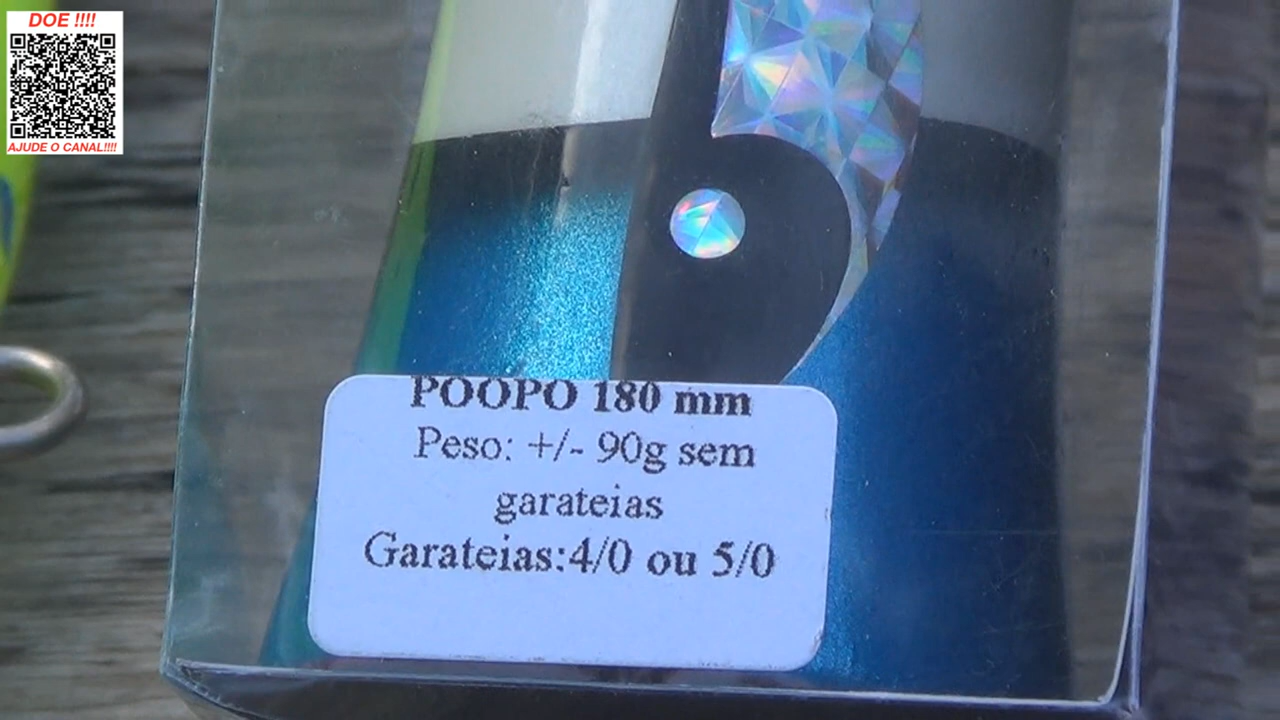 DOE !!!!
AJUDE O CANAL!!!!
POOPO 180 mm
Peso: +/- 90g sem
garateias
Garateias:4/0 ou 5/0